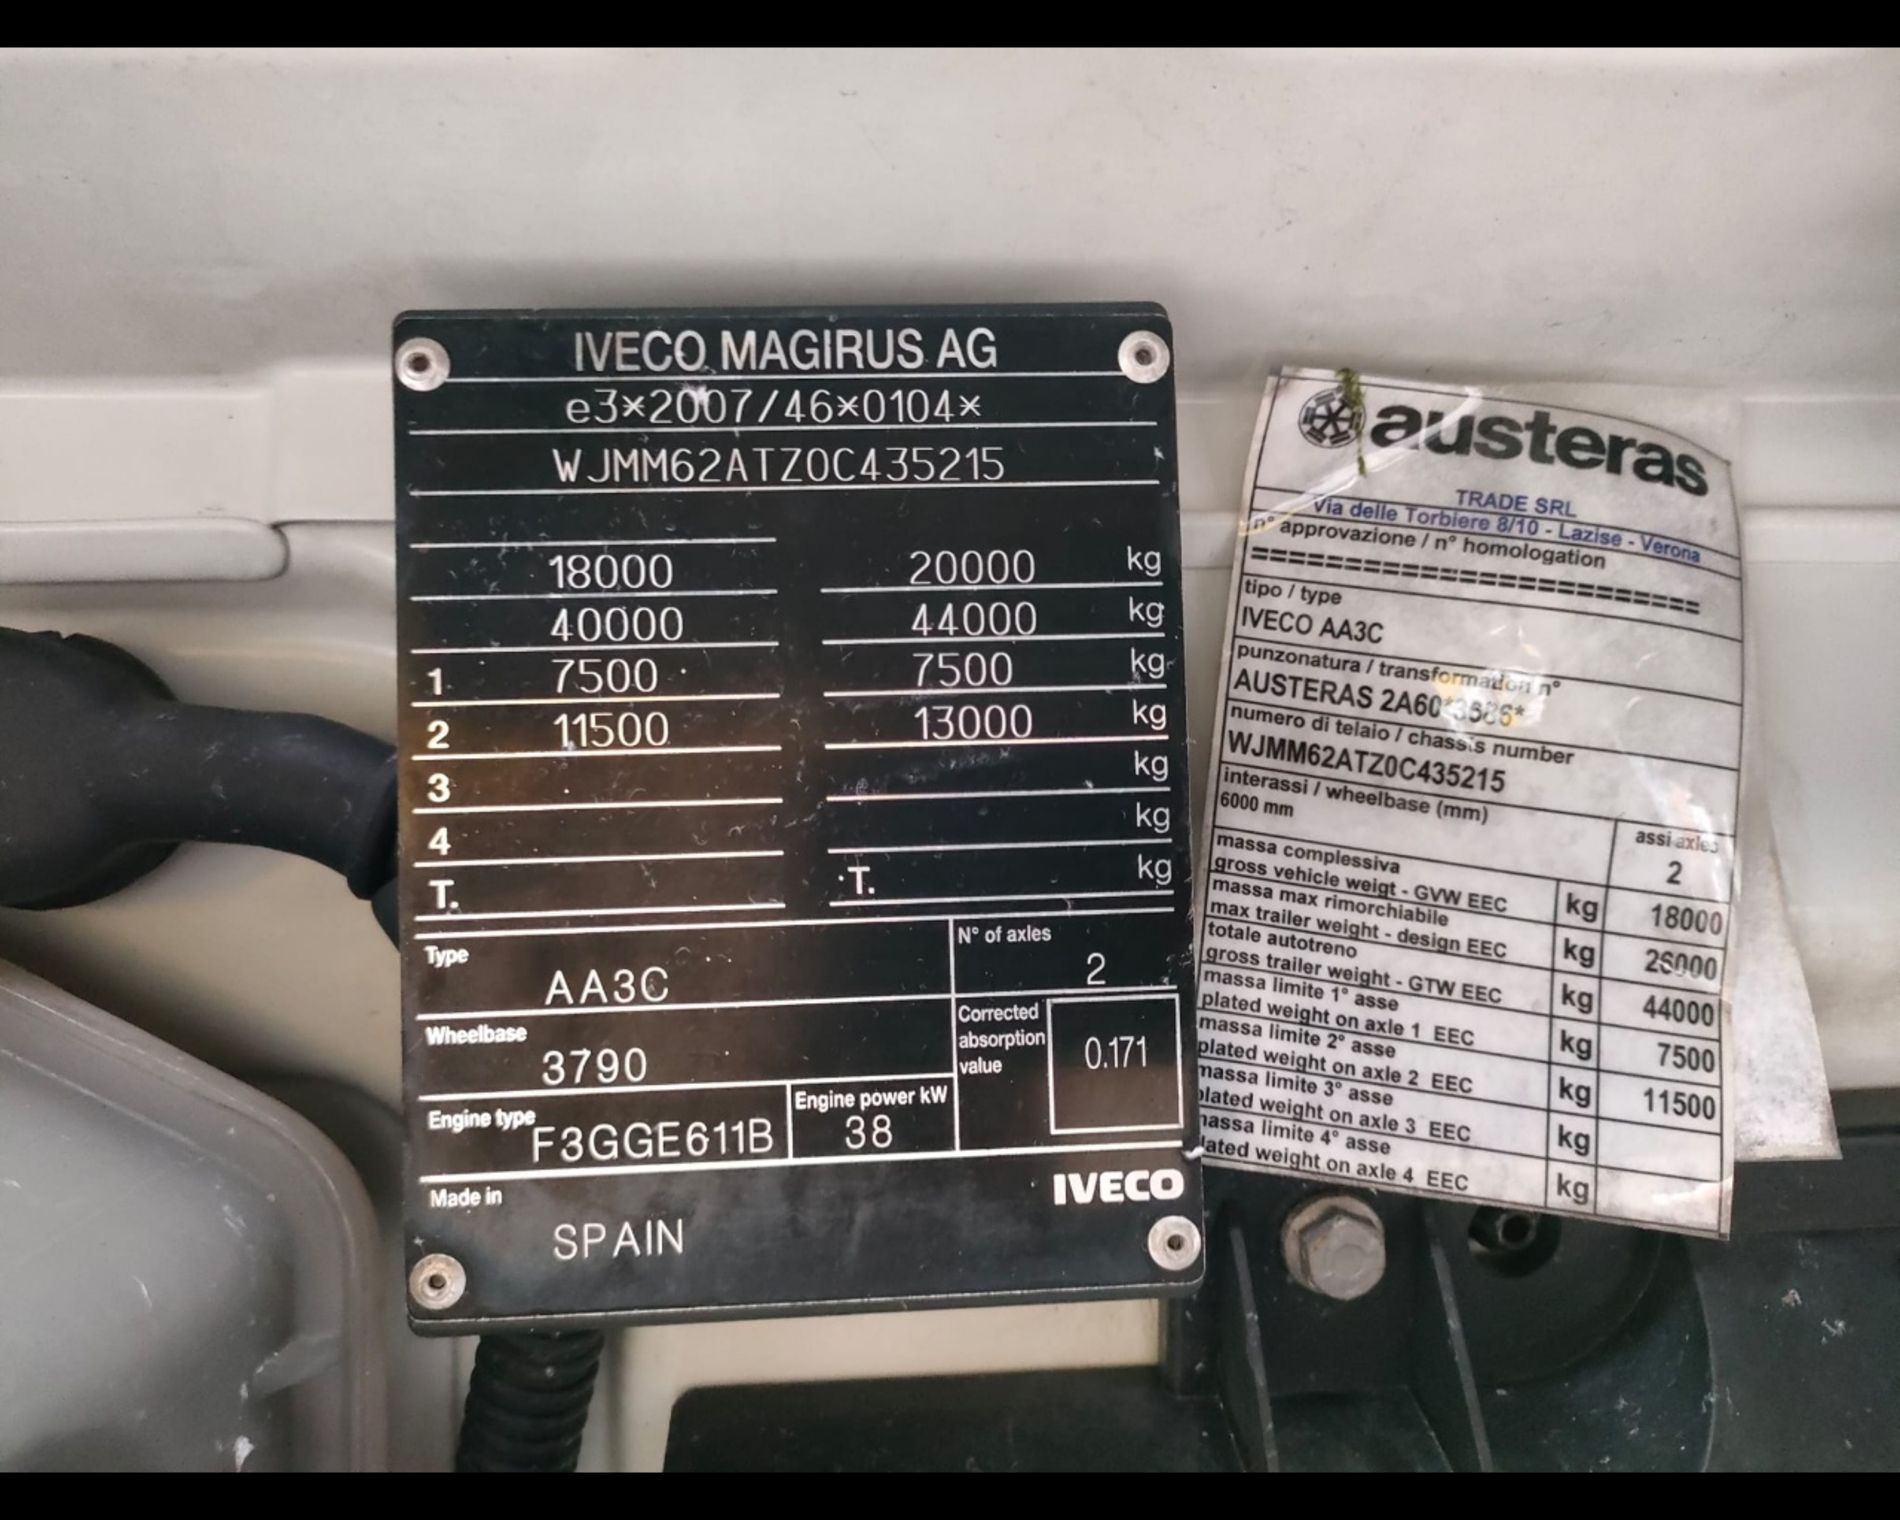 IVECO MAGIRUS AG
e3*2007/46*0104*
WJMM62ATZ0C435215
18000 20000 kg
40000 44000 kg
1 7500 7500 kg
2 11500 13000 kg
3 kg
4 kg
T. T. kg
Type
AA3C
N° of axles
2
Wheelbase
3790
Corrected
absorption
value
0.171
Engine type
F3GGE611B
Engine power kW
38
Made in
SPAIN
IVECO
austeras
TRADE SRL
Via delle Torbiere 8/10 - Lazise - Verona
n° approvazione / n° homologation
========================
tipo / type
IVECO AA3C
punzonatura / transformation n°
AUSTERAS
numero di telaio / chassis number
WJMM62ATZ0C435215
interassi / wheelbase (mm)
6000 mm
assi axles
2
massa complessiva
gross vehicle weigt - GVW EEC kg 18000
massa max rimorchiabile
max trailer weight - design EEC kg
totale autotreno
gross trailer weight - GTW EEC kg 44000
massa limite 1° asse
plated weight on axle 1 EEC kg 7500
massa limite 2° asse
plated weight on axle 2 EEC kg 11500
massa limite 3° asse
plated weight on axle 3 EEC kg
massa limite 4° asse
plated weight on axle 4 EEC kg